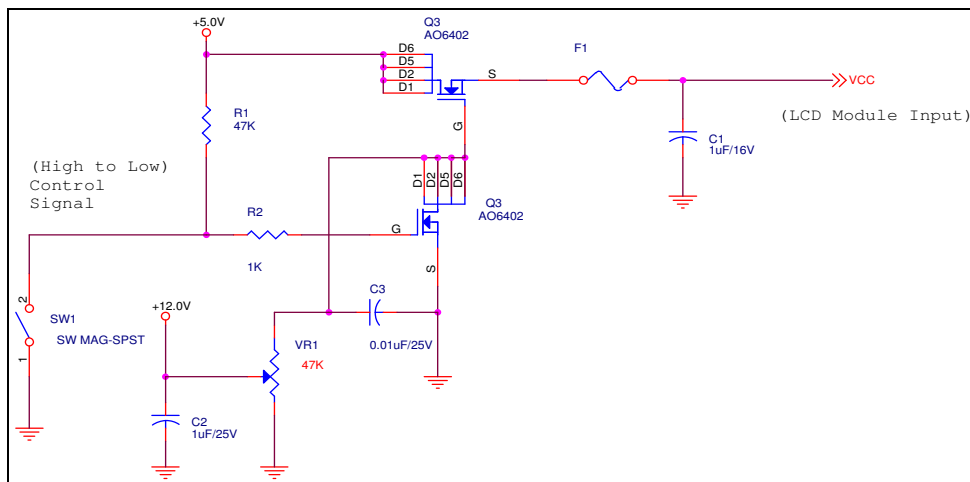 Q3
AO6402
+5.0V
D6
D5
D2
D1
S
G
F1
VCC
(LCD Module Input)
R1
47K
C1
1uF/16V
(High to Low)
Control
Signal
D1
D2
D5
D6
Q3
AO6402
R2
1K
G
S
2
SW1
SW MAG-SPST
1
+12.0V
C3
0.01uF/25V
VR1
47K
C2
1uF/25V